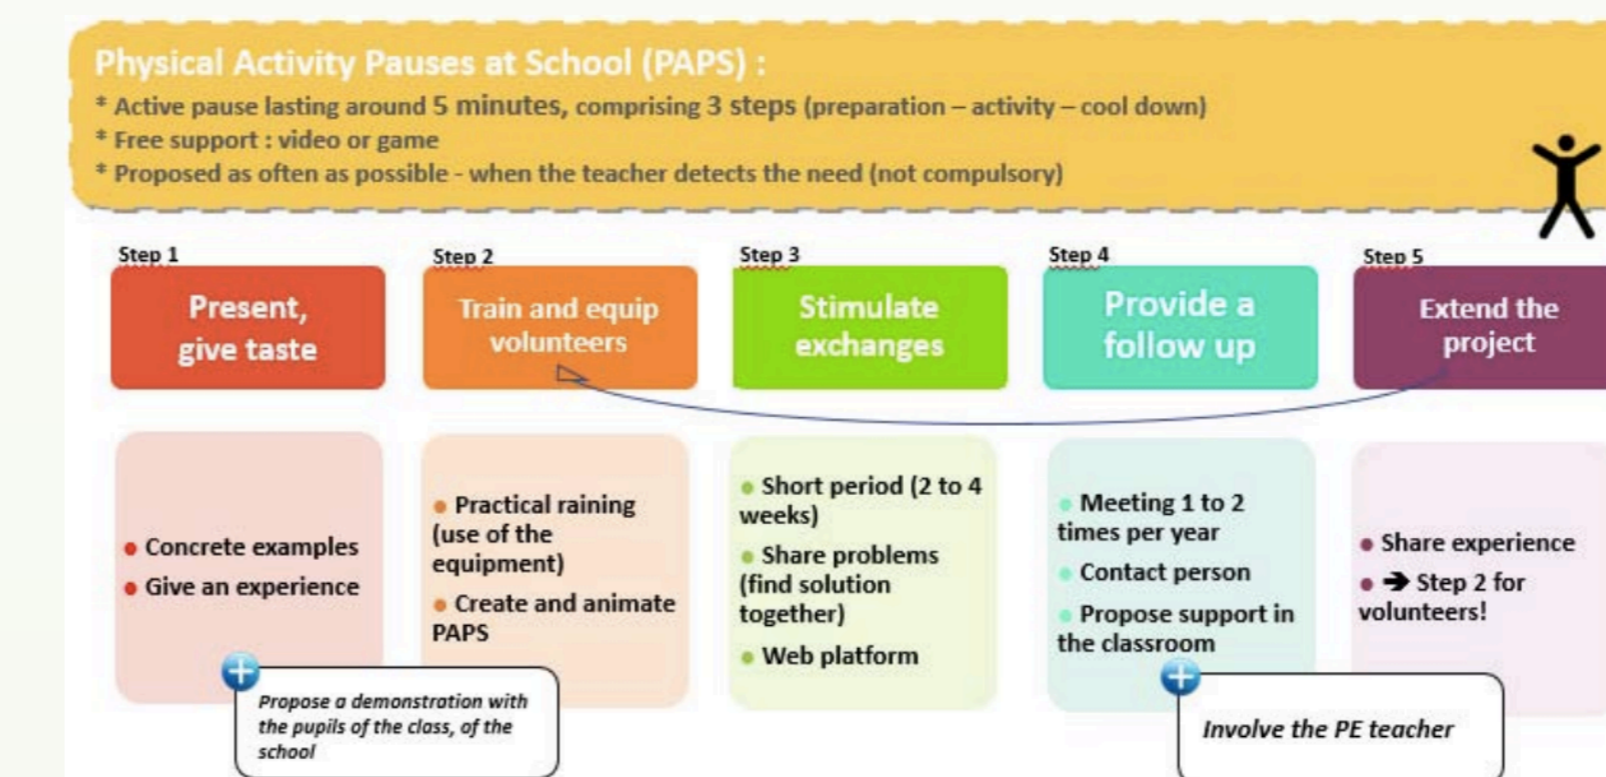 Physical Activity Pauses at School (PAPS) :
* Active pause lasting around 5 minutes, comprising 3 steps (preparation – activity – cool down)
* Free support : video or game
* Proposed as often as possible - when the teacher detects the need (not compulsory)
Step 1
Present,
give taste
Step 2
Train and equip
volunteers
Step 3
Stimulate
exchanges
Step 4
Provide a
follow up
Step 5
Extend the
project
• Concrete examples
• Give an experience
• Practical raining
(use of the
equipment)
• Create and animate
PAPS
• Short period (2 to 4
weeks)
• Share problems
(find solution
together)
• Web platform
• Meeting 1 to 2
times per year
• Contact person
• Propose support in
the classroom
• Share experience
• ➔ Step 2 for
volunteers!
Propose a demonstration with
the pupils of the class, of the
school
Involve the PE teacher